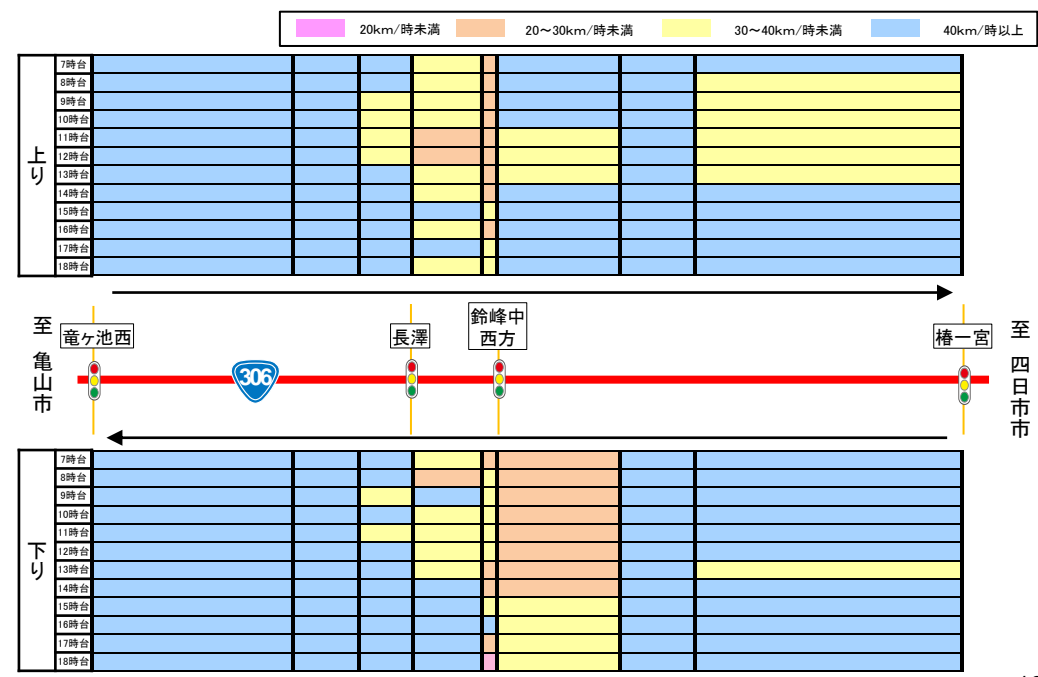 20km/時未満 20～30km/時未満 30～40km/時未満 40km/時以上
上り
7時台
8時台
9時台
10時台
11時台
12時台
13時台
14時台
15時台
16時台
17時台
18時台
至 亀山市
竜ヶ池西
306
長澤
鈴峰中
西方
椿一宮
至 四日市市
下り
7時台
8時台
9時台
10時台
11時台
12時台
13時台
14時台
15時台
16時台
17時台
18時台